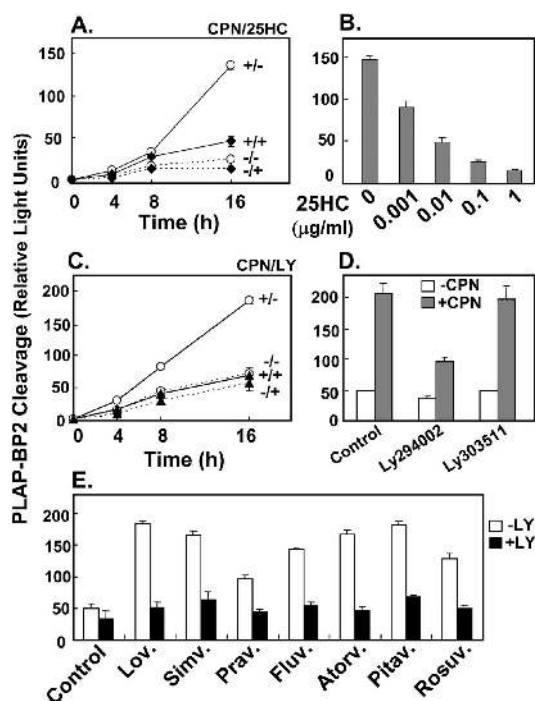 A.
CPN/25HC
150
100
50
0
+/-
+/+
-/-
-/+
0 4 8 16
Time (h)
B.
150
100
50
0
0 0.001 0.01 0.1 1
25HC
(μg/ml)
PLAP-BP2 Cleavage (Relative Light Units)
C.
CPN/LY
200
150
100
50
0
+/-
-/-
+/+
-/+
0 4 8 16
Time (h)
D.
-CPN
+CPN
200
150
100
50
0
Control Ly294002 Ly303511
E.
-LY
+LY
200
150
100
50
0
Control Lov. Simv. Prav. Fluv. Atorv. Pitav. Rosuv.